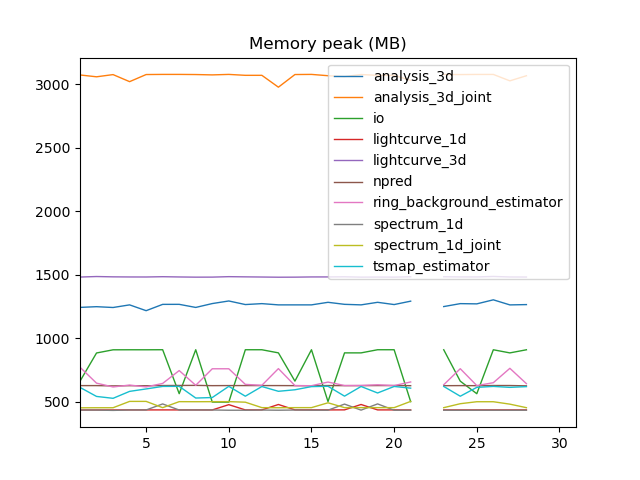 Memory peak (MB)
3000
2500
2000
1500
1000
500
analysis_3d
analysis_3d_joint
io
lightcurve_1d
lightcurve_3d
npred
ring_background_estimator
spectrum_1d
spectrum_1d_joint
tsmap_estimator
5 10 15 20 25 30